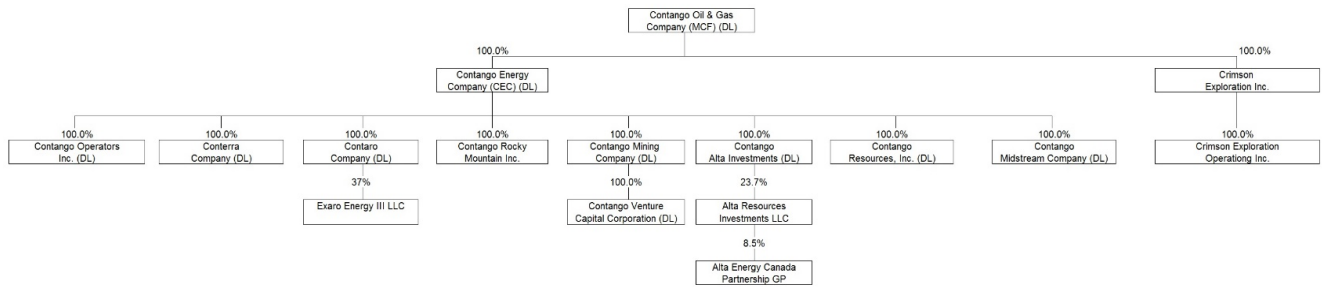 Contango Oil & Gas
Company (MCF) (DL)
100.0%
100.0%
Contango Energy
Company (CEC) (DL)
Crimson
Exploration Inc.
100.0%
100.0%
100.0%
100.0%
100.0%
100.0%
100.0%
100.0%
100.0%
Contango Operators
Inc. (DL)
Conterra
Company (DL)
Contaro
Company (DL)
Contango Rocky
Mountain Inc.
Contango Mining
Company (DL)
Contango
Alta Investments (DL)
Contango
Resources, Inc. (DL)
Contango
Midstream Company (DL)
Crimson Exploration
Operationg Inc.
37%
100.0%
23.7%
Exaro Energy III LLC
Contango Venture
Capital Corporation (DL)
Alta Resources
Investments LLC
8.5%
Alta Energy Canada
Partnership GP